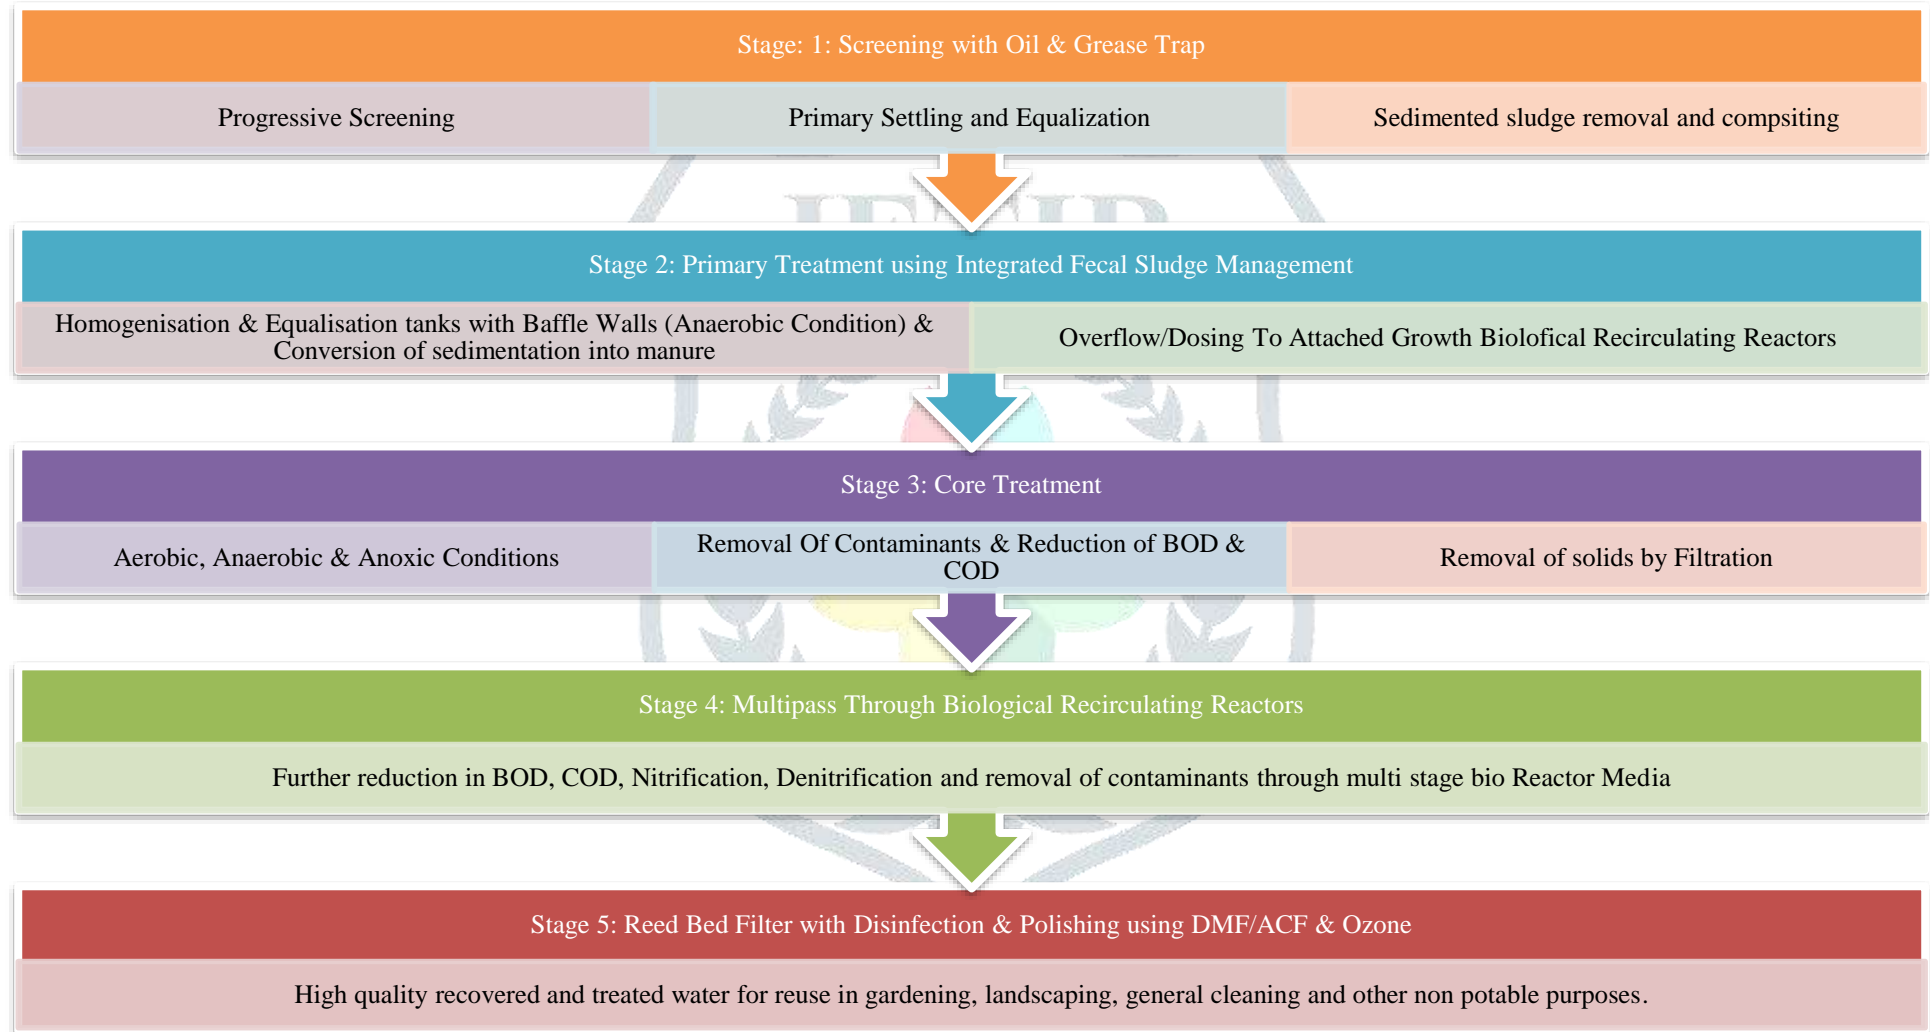 Stage: 1: Screening with Oil & Grease Trap
Progressive Screening
Primary Settling and Equalization
Sedimented sludge removal and compsiting
JETIR
Stage 2: Primary Treatment using Integrated Fecal Sludge Management
Homogenisation & Equalisation tanks with Baffle Walls (Anaerobic Condition) &
Conversion of sedimentation into manure
Overflow/Dosing To Attached Growth Biolofical Recirculating Reactors
Stage 3: Core Treatment
Aerobic, Anaerobic & Anoxic Conditions
Removal Of Contaminants & Reduction of BOD &
COD
Removal of solids by Filtration
Stage 4: Multipass Through Biological Recirculating Reactors
Further reduction in BOD, COD, Nitrification, Denitrification and removal of contaminants through multi stage bio Reactor Media
Stage 5: Reed Bed Filter with Disinfection & Polishing using DMF/ACF & Ozone
High quality recovered and treated water for reuse in gardening, landscaping, general cleaning and other non potable purposes.